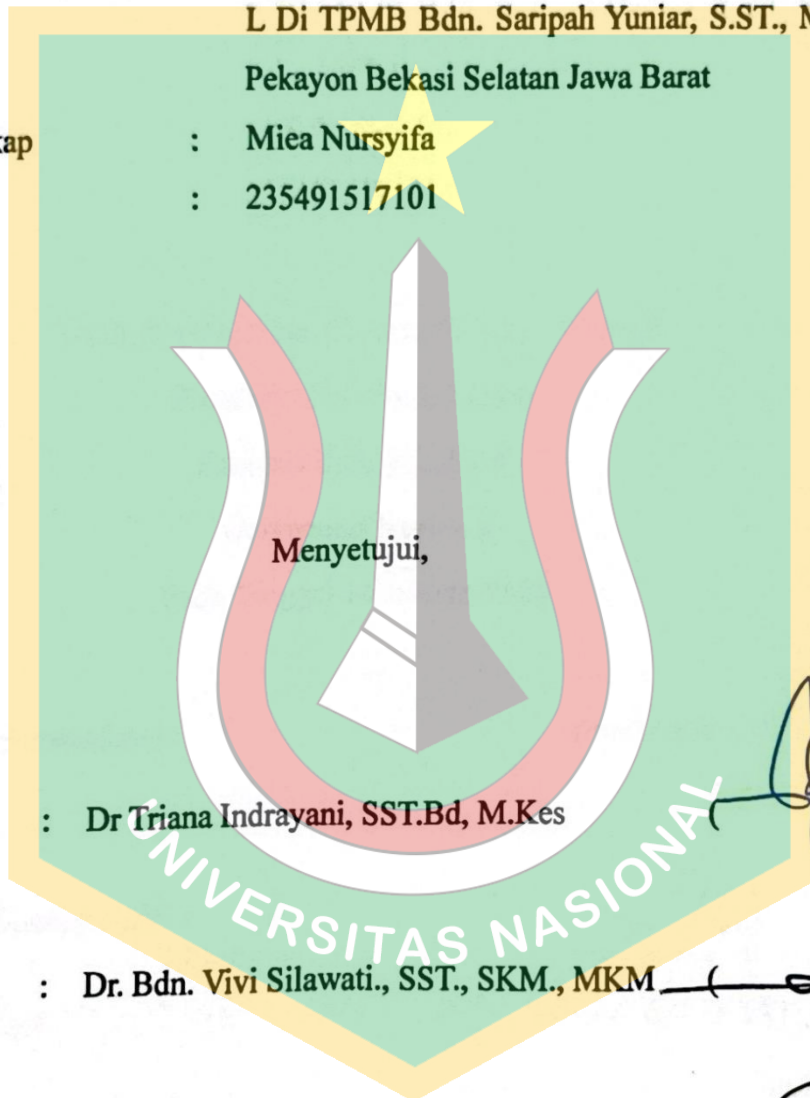 L Di TPMB Bdn. Saripah Yuniar, S.ST.,
Pekayon Bekasi Selatan Jawa Barat
: Miea Nursyifa
: 235491517101
Menyetujui,
: Dr Triana Indrayani, SST.Bd, M.Kes (
: Dr. Bdn. Vivi Silawati., SST., SKM., MKM (
UNIVERSITAS NASIONAL